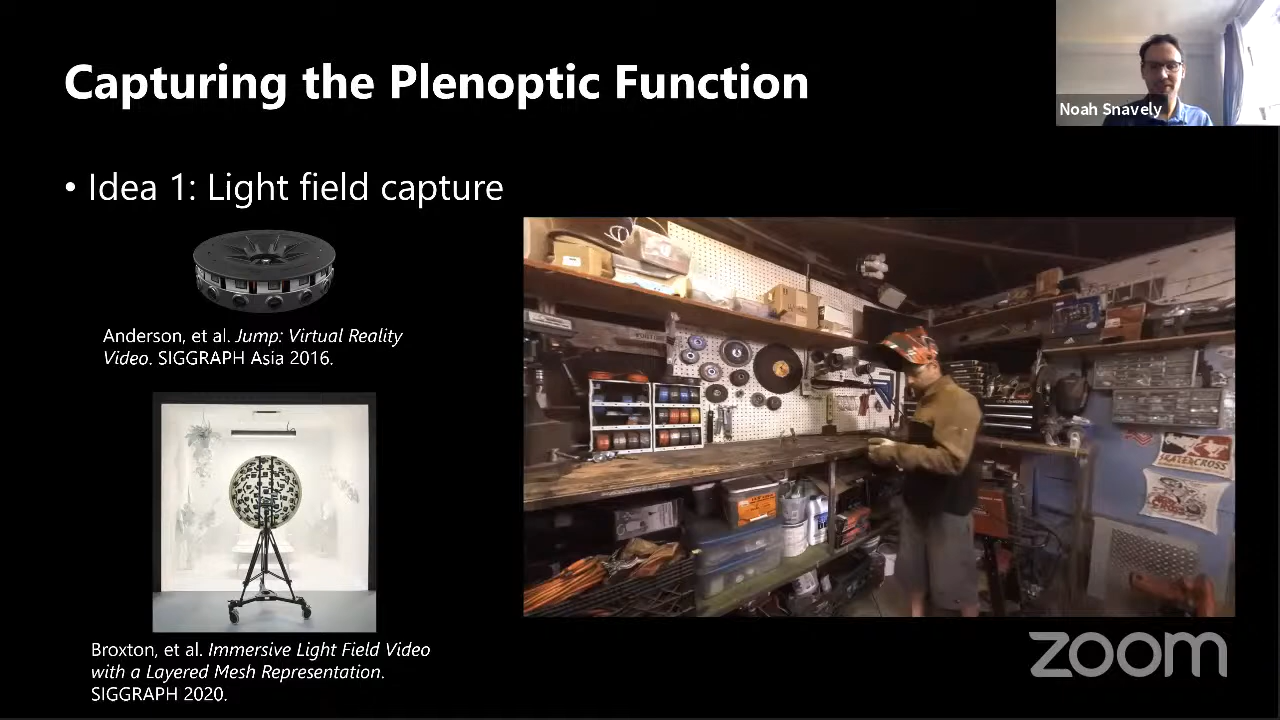 Capturing the Plenoptic Function
Noah Snavely
• Idea 1: Light field capture
Anderson, et al. Jump: Virtual Reality
Video. SIGGRAPH Asia 2016.
Broxton, et al. Immersive Light Field Video
with a Layered Mesh Representation.
SIGGRAPH 2020.
zoom